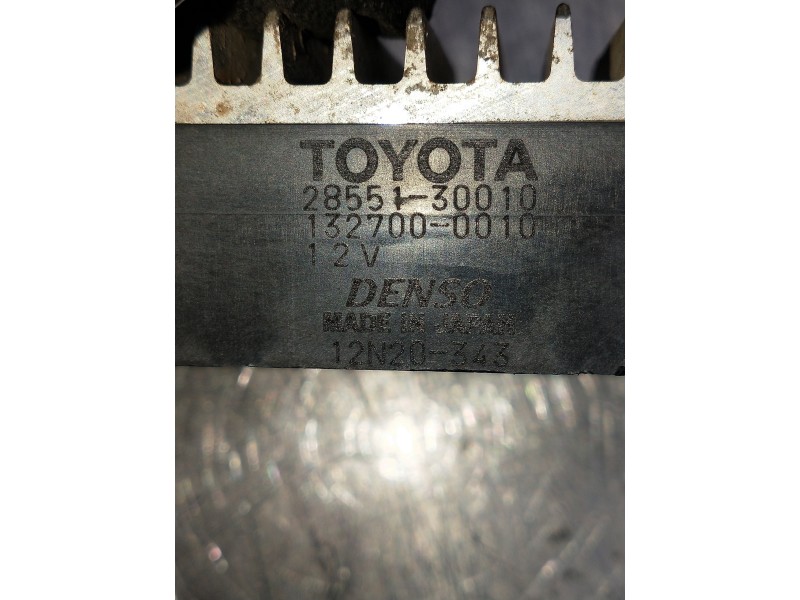 TOYOTA
28551-30010
132700-0010
12V
DENSO
MADE IN JAPAN
12N20-343